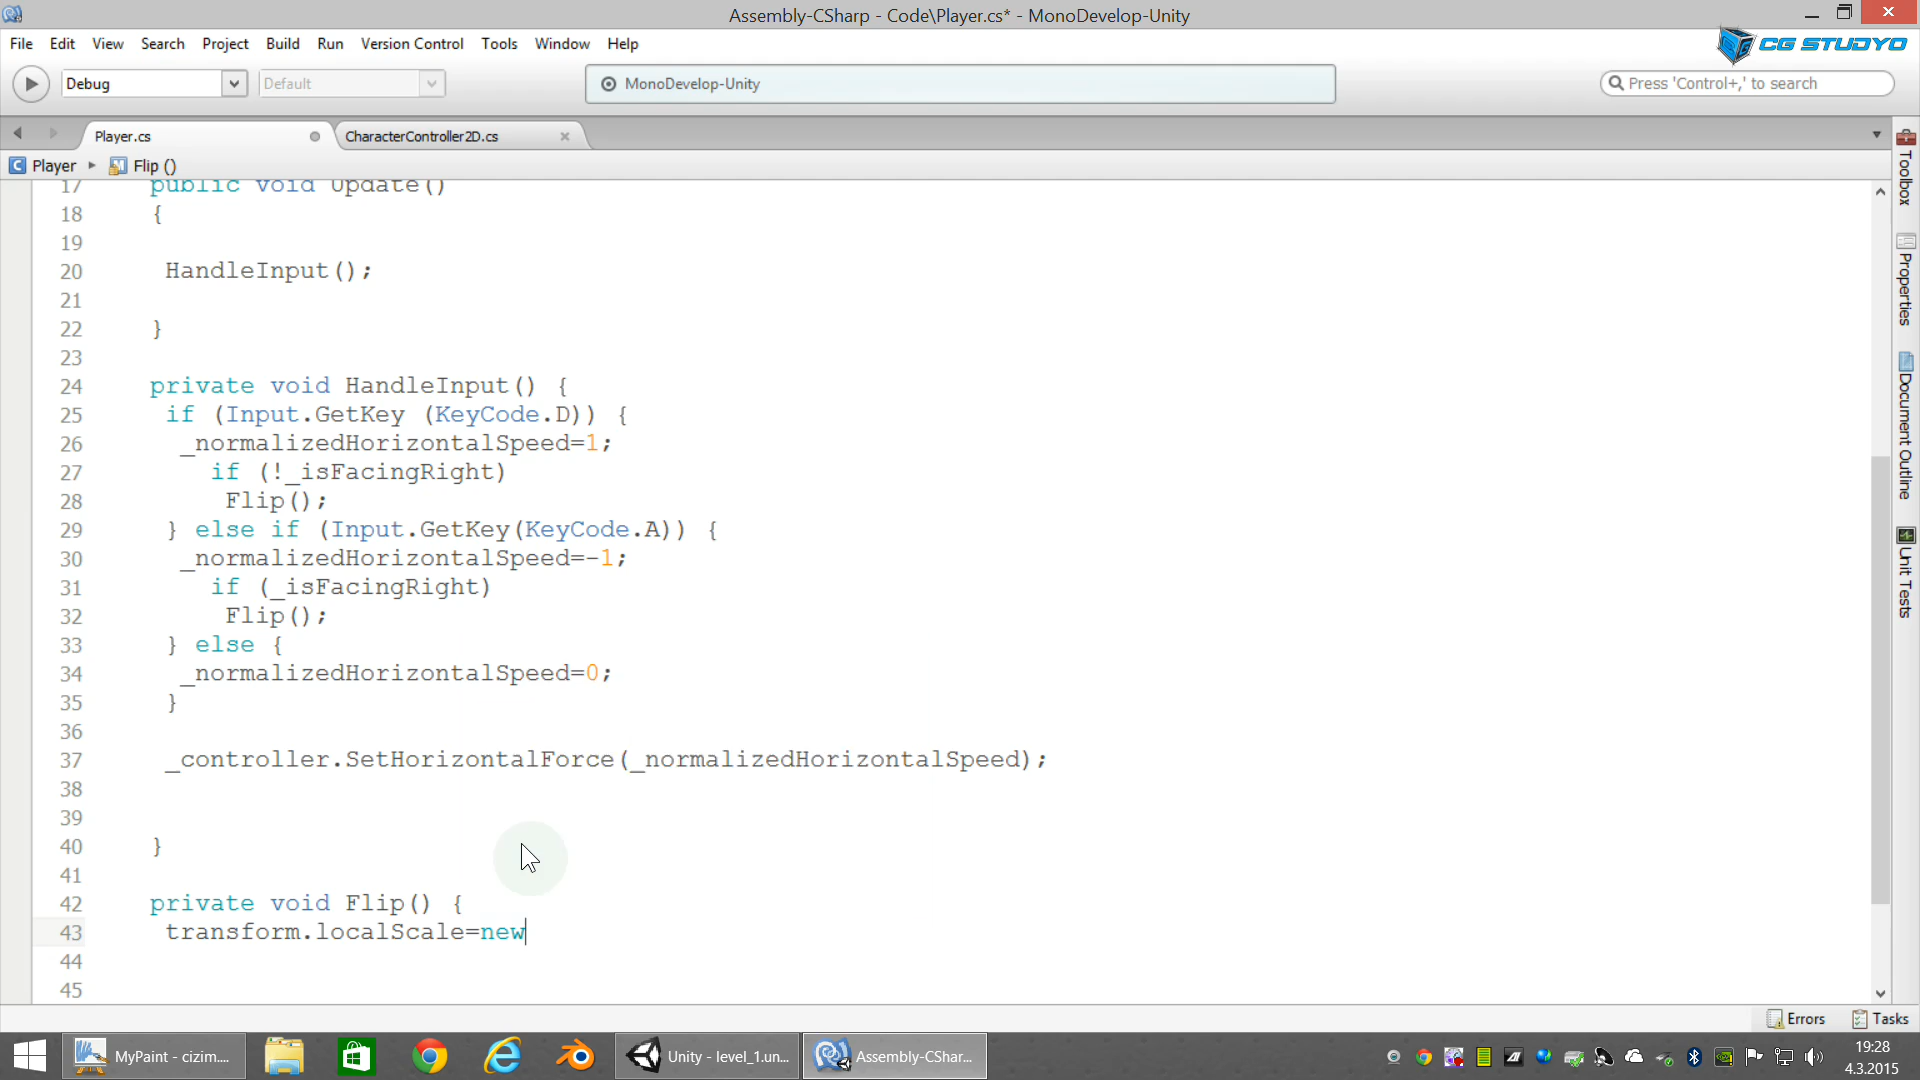 Assembly-CSharp - Code\Player.cs* - MonoDevelop-Unity
File Edit View Search Project Build Run Version Control Tools Window Help
CG STUDYO
Debug Default MonoDevelop-Unity Press 'Control+,' to search
Player.cs CharacterController2D.cs
Player Flip ()
17 public void Update()
18 {
19
20 HandleInput();
21
22 }
23
24 private void HandleInput() {
25 if (Input.GetKey (KeyCode.D)) {
26 _normalizedHorizontalSpeed=1;
27 if (!_isFacingRight)
28 Flip();
29 } else if (Input.GetKey(KeyCode.A)) {
30 _normalizedHorizontalSpeed=-1;
31 if (_isFacingRight)
32 Flip();
33 } else {
34 _normalizedHorizontalSpeed=0;
35 }
36
37 _controller.SetHorizontalForce(_normalizedHorizontalSpeed);
38
39
40 }
41
42 private void Flip() {
43 transform.localScale=new
44
45
Toolbox
Properties
Document Outline
Unit Tests
Errors Tasks
MyPaint - cizim....
Unity - level_1.un...
Assembly-CShar...
19:28
4.3.2015